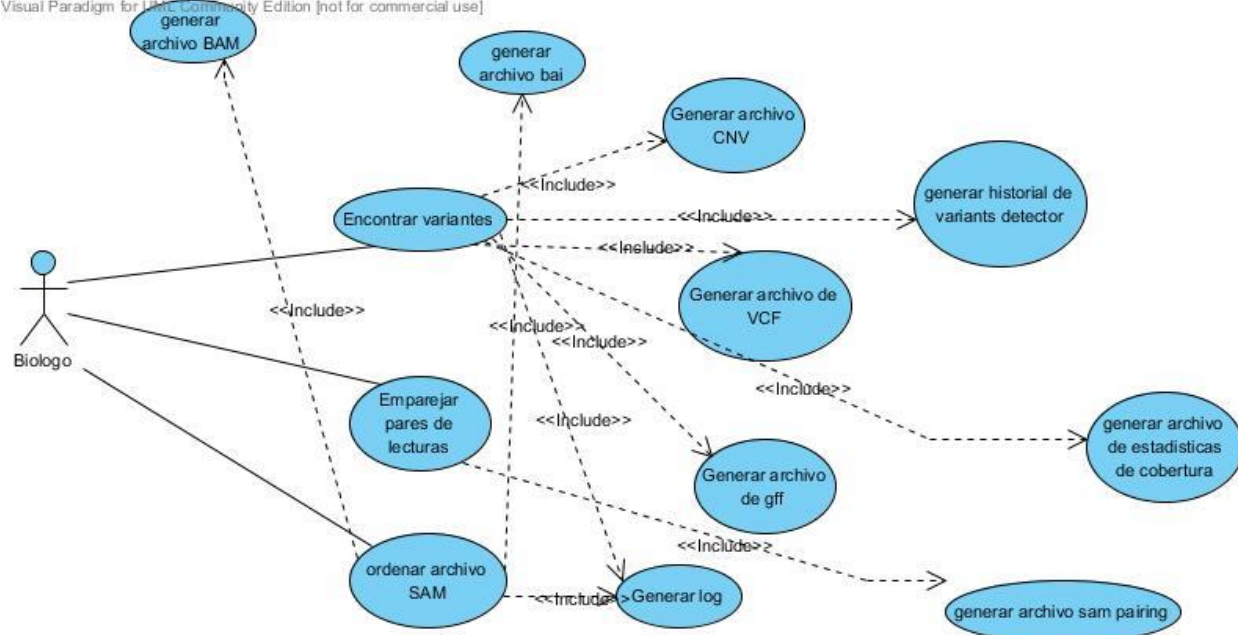 Visual Paradigm for UML Community Edition [not for commercial use]
generar
archivo BAM
generar
archivo bai
Generar archivo
CNV
<<Include>>
generar historial de
variants detector
Encontrar variantes
<<Include>>
<<Include>>
Generar archivo de
VCF
<<Include>>
<<Include>>
<<Include>>
Biologo
<<Include>>
Emparejar
pares de
lecturas
<<Include>>
generar archivo
de estadisticas
de cobertura
Generar archivo
de gff
<<Include>>
ordenar archivo
SAM
<<Include>>
Generar log
generar archivo sam pairing